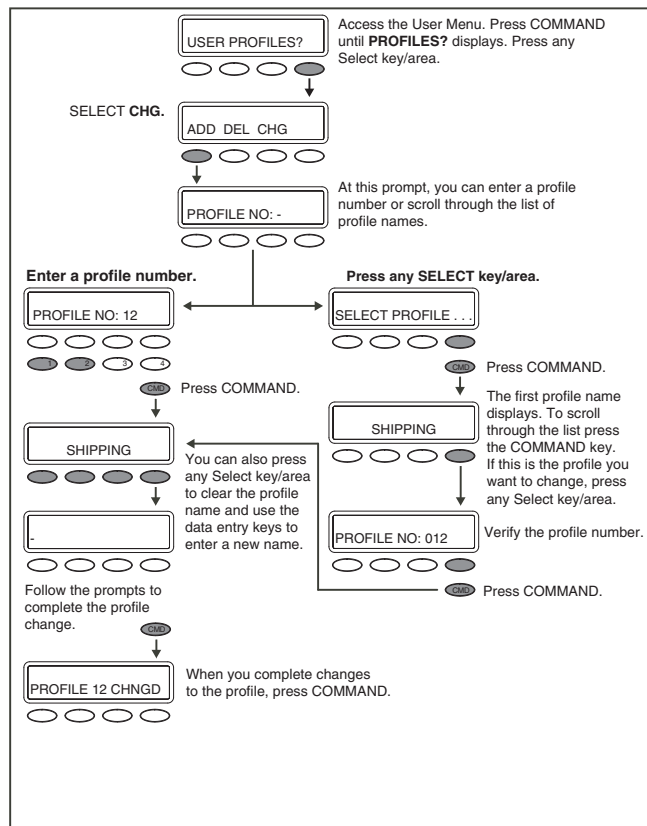 USER PROFILES?
Access the User Menu. Press COMMAND
until PROFILES? displays. Press any
Select key/area.
SELECT CHG.
ADD DEL CHG
PROFILE NO: -
At this prompt, you can enter a profile
number or scroll through the list of
profile names.
Enter a profile number.
PROFILE NO: 12
1 2 3 4
CMD Press COMMAND.
SHIPPING
You can also press
any Select key/area
to clear the profile
name and use the
data entry keys to
enter a new name.
-
Follow the prompts to
complete the profile
change.
CMD
PROFILE 12 CHNGD
When you complete changes
to the profile, press COMMAND.
Press any SELECT key/area.
SELECT PROFILE . . .
CMD Press COMMAND.
The first profile name
displays. To scroll
through the list press
the COMMAND key.
If this is the profile you
want to change, press
any Select key/area.
SHIPPING
PROFILE NO: 012
Verify the profile number.
CMD Press COMMAND.